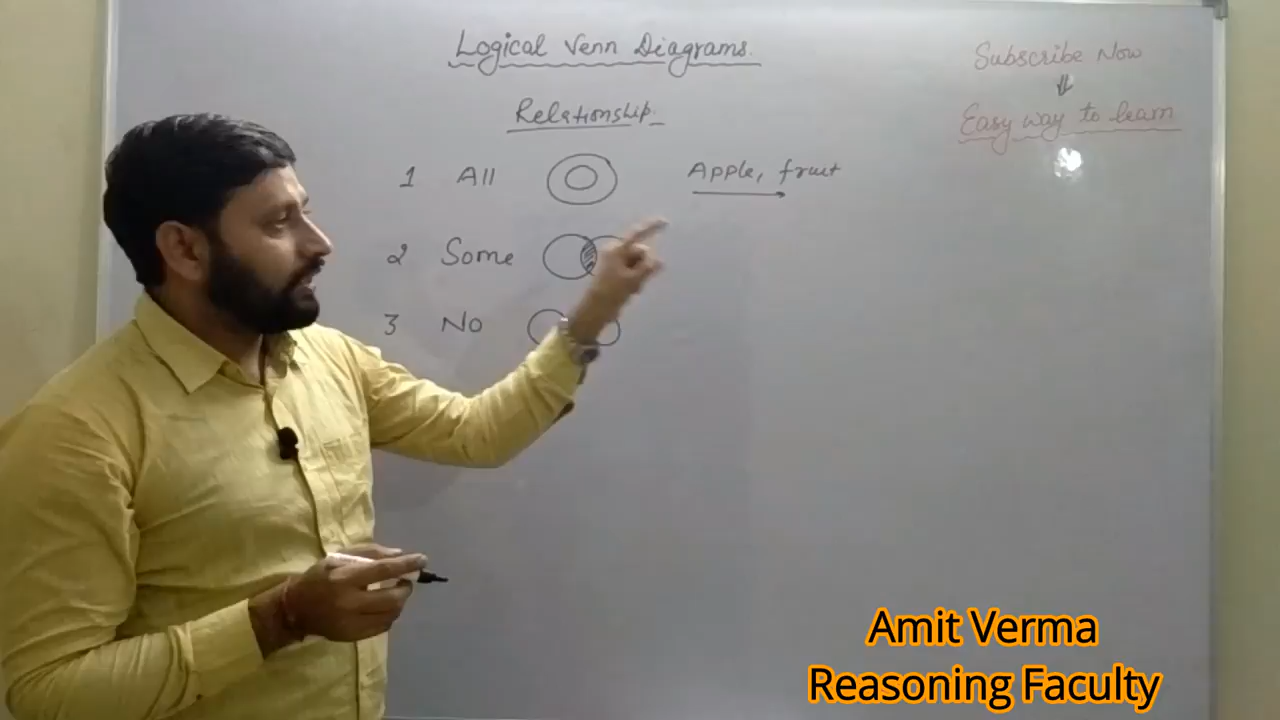 Logical Venn Diagrams.
Relationship.
1 All Apple, fruit
2 Some
3 No
Subscribe Now
Easy way to learn
Amit Verma
Reasoning Faculty